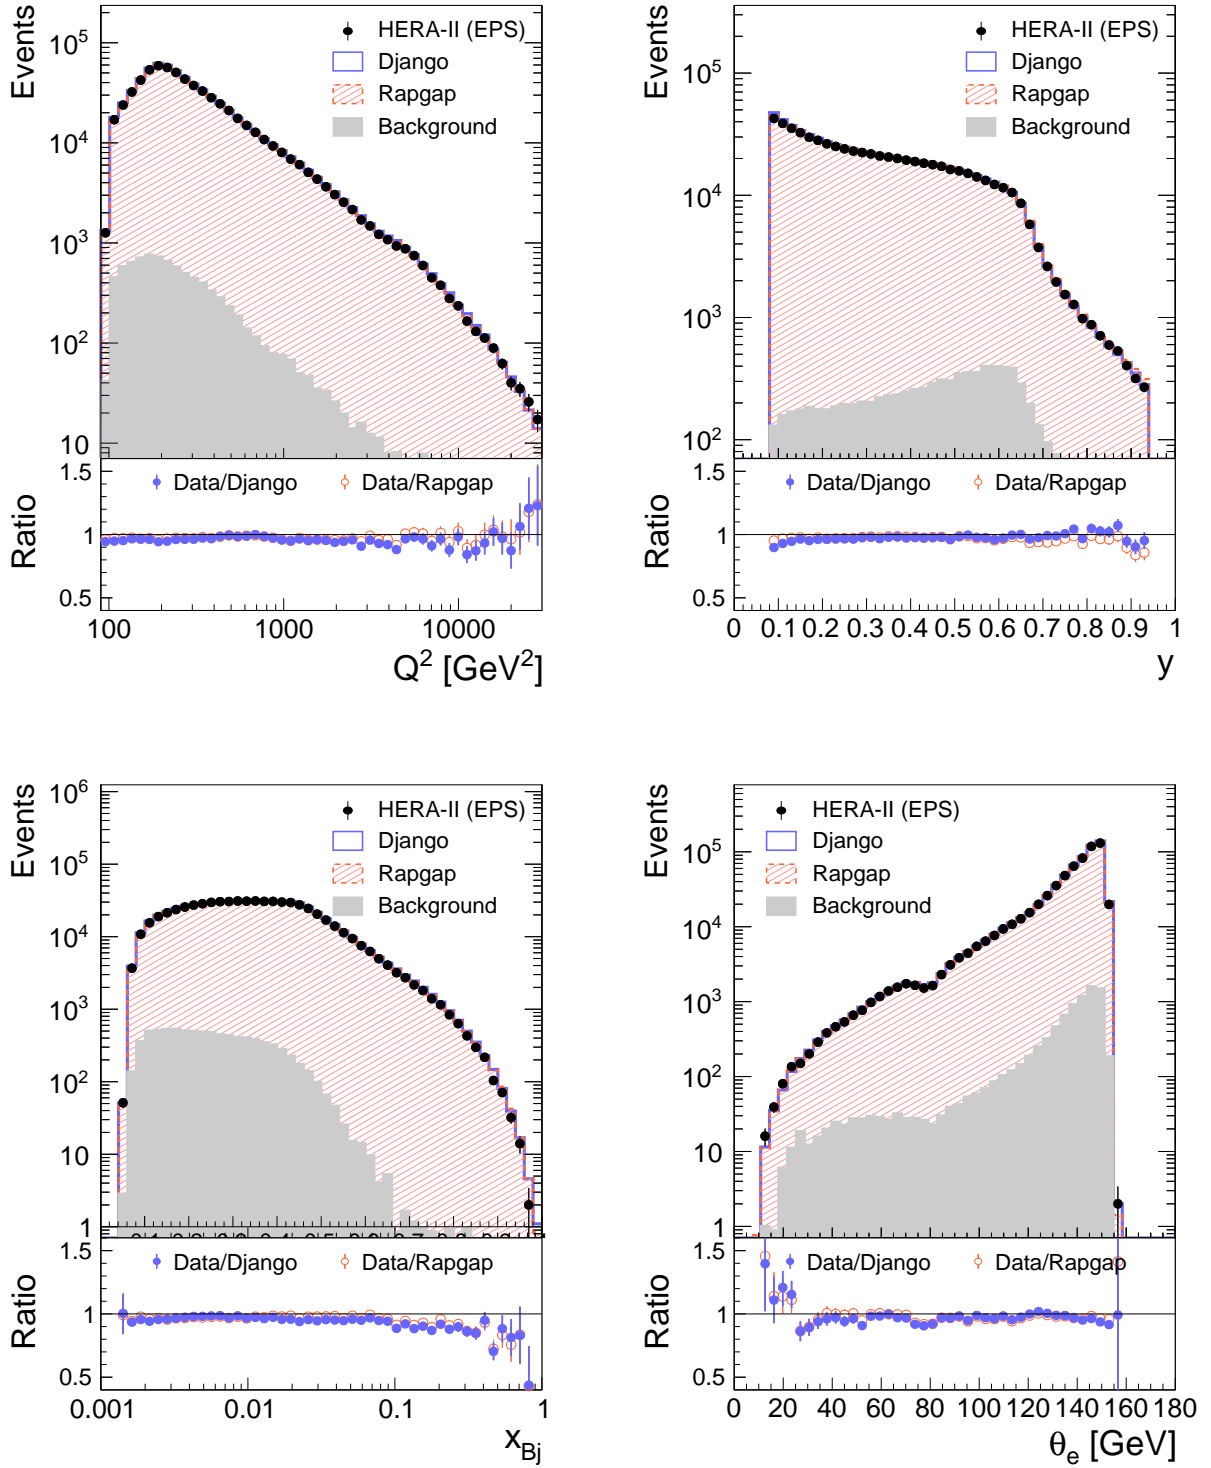 Events
10^5
10^4
10^3
10^2
10
HERA-II (EPS)
Django
Rapgap
Background
Ratio
1.5
1
0.5
Data/Django Data/Rapgap
100 1000 10000
Q^2 [GeV^2]
Events
10^5
10^4
10^3
10^2
HERA-II (EPS)
Django
Rapgap
Background
Ratio
1.5
1
0.5
Data/Django Data/Rapgap
0 0.1 0.2 0.3 0.4 0.5 0.6 0.7 0.8 0.9 1
y
Events
10^6
10^5
10^4
10^3
10^2
10
1
HERA-II (EPS)
Django
Rapgap
Background
Ratio
1.5
1
0.5
Data/Django Data/Rapgap
0.001 0.01 0.1 1
x_Bj
Events
10^5
10^4
10^3
10^2
10
1
HERA-II (EPS)
Django
Rapgap
Background
Ratio
1.5
1
0.5
Data/Django Data/Rapgap
0 20 40 60 80 100 120 140 160 180
θ_e [GeV]